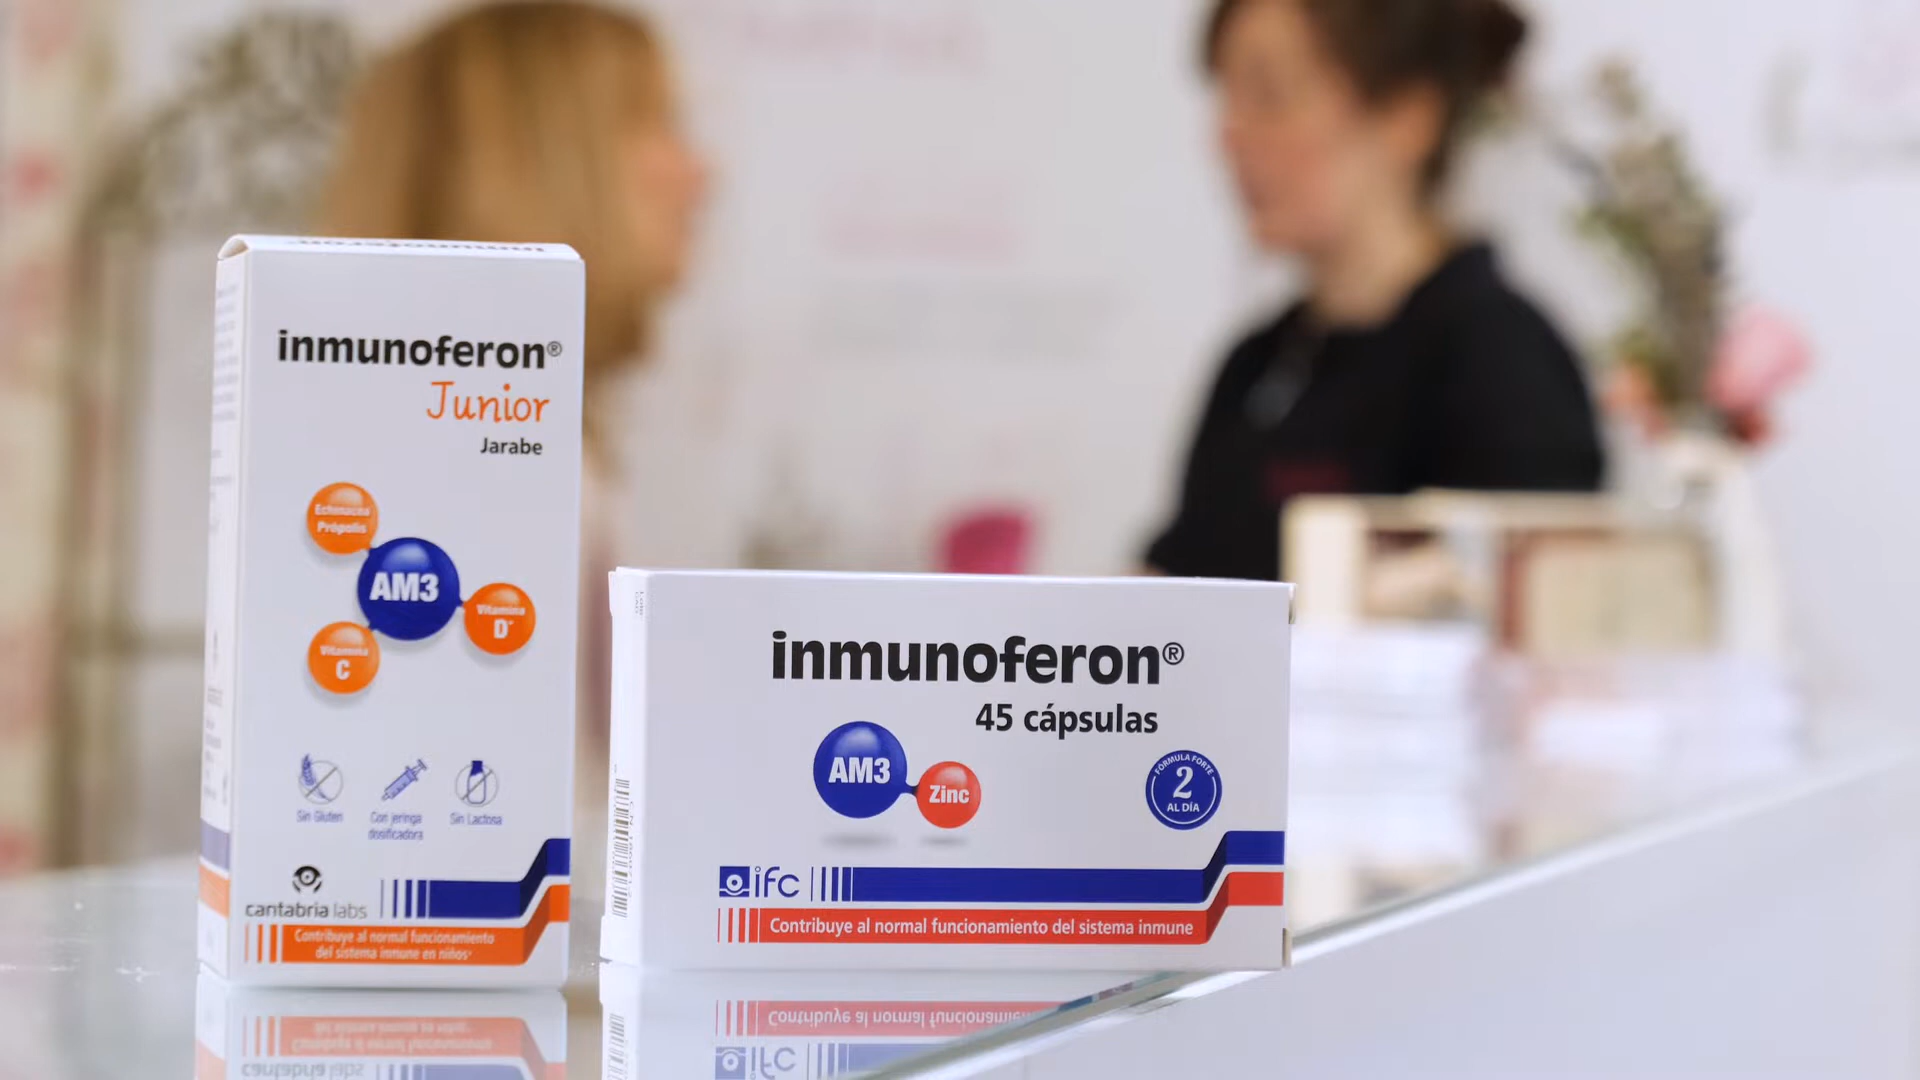 inmunoferon®
Junior
Jarabe
Echinacea
Própolis
AM3
Vitamina
D*
Vitamina
C
Sin Gluten
Con jeringa
dosificadora
Sin Lactosa
cantabria labs
Contribuye al normal funcionamiento
del sistema inmune en niños*
inmunoferon®
45 cápsulas
AM3
Zinc
FÓRMULA FORTE
2
AL DÍA
ifc
Contribuye al normal funcionamiento del sistema inmune